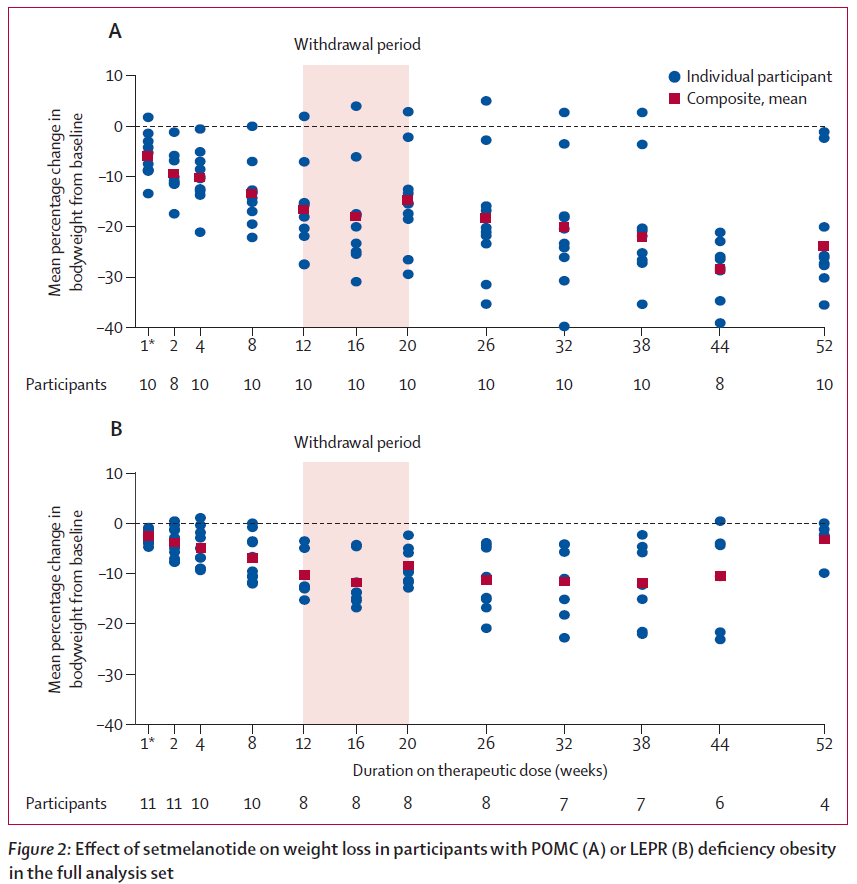 A
Withdrawal period
Individual participant
Composite, mean
Mean percentage change in
bodyweight from baseline
10
0
–10
–20
–30
–40
1* 2 4 8 12 16 20 26 32 38 44 52
Participants 10 8 10 10 10 10 10 10 10 10 8 10
B
Withdrawal period
Mean percentage change in
bodyweight from baseline
10
0
–10
–20
–30
–40
1* 2 4 8 12 16 20 26 32 38 44 52
Duration on therapeutic dose (weeks)
Participants 11 11 10 10 8 8 8 8 7 7 6 4
Figure 2: Effect of setmelanotide on weight loss in participants with POMC (A) or LEPR (B) deficiency obesity
in the full analysis set